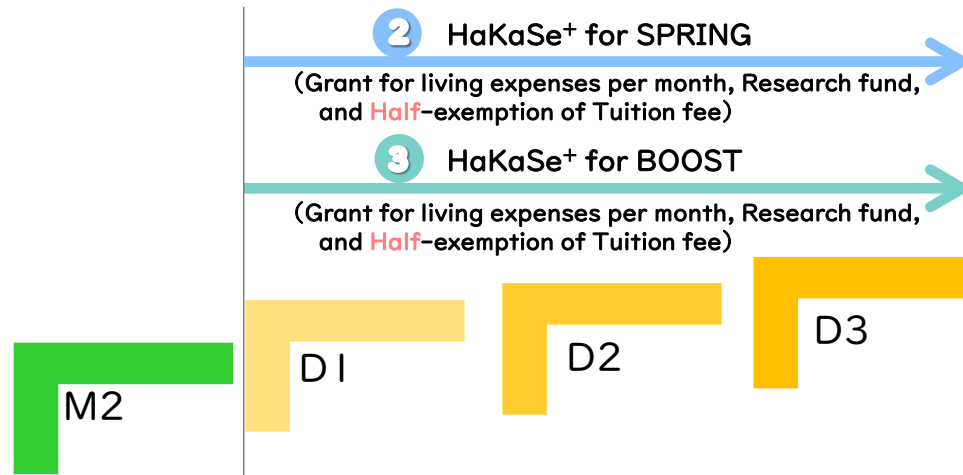 2 HaKaSe⁺ for SPRING
(Grant for living expenses per month, Research fund,
and Half-exemption of Tuition fee)
3 HaKaSe⁺ for BOOST
(Grant for living expenses per month, Research fund,
and Half-exemption of Tuition fee)
M2
D1
D2
D3